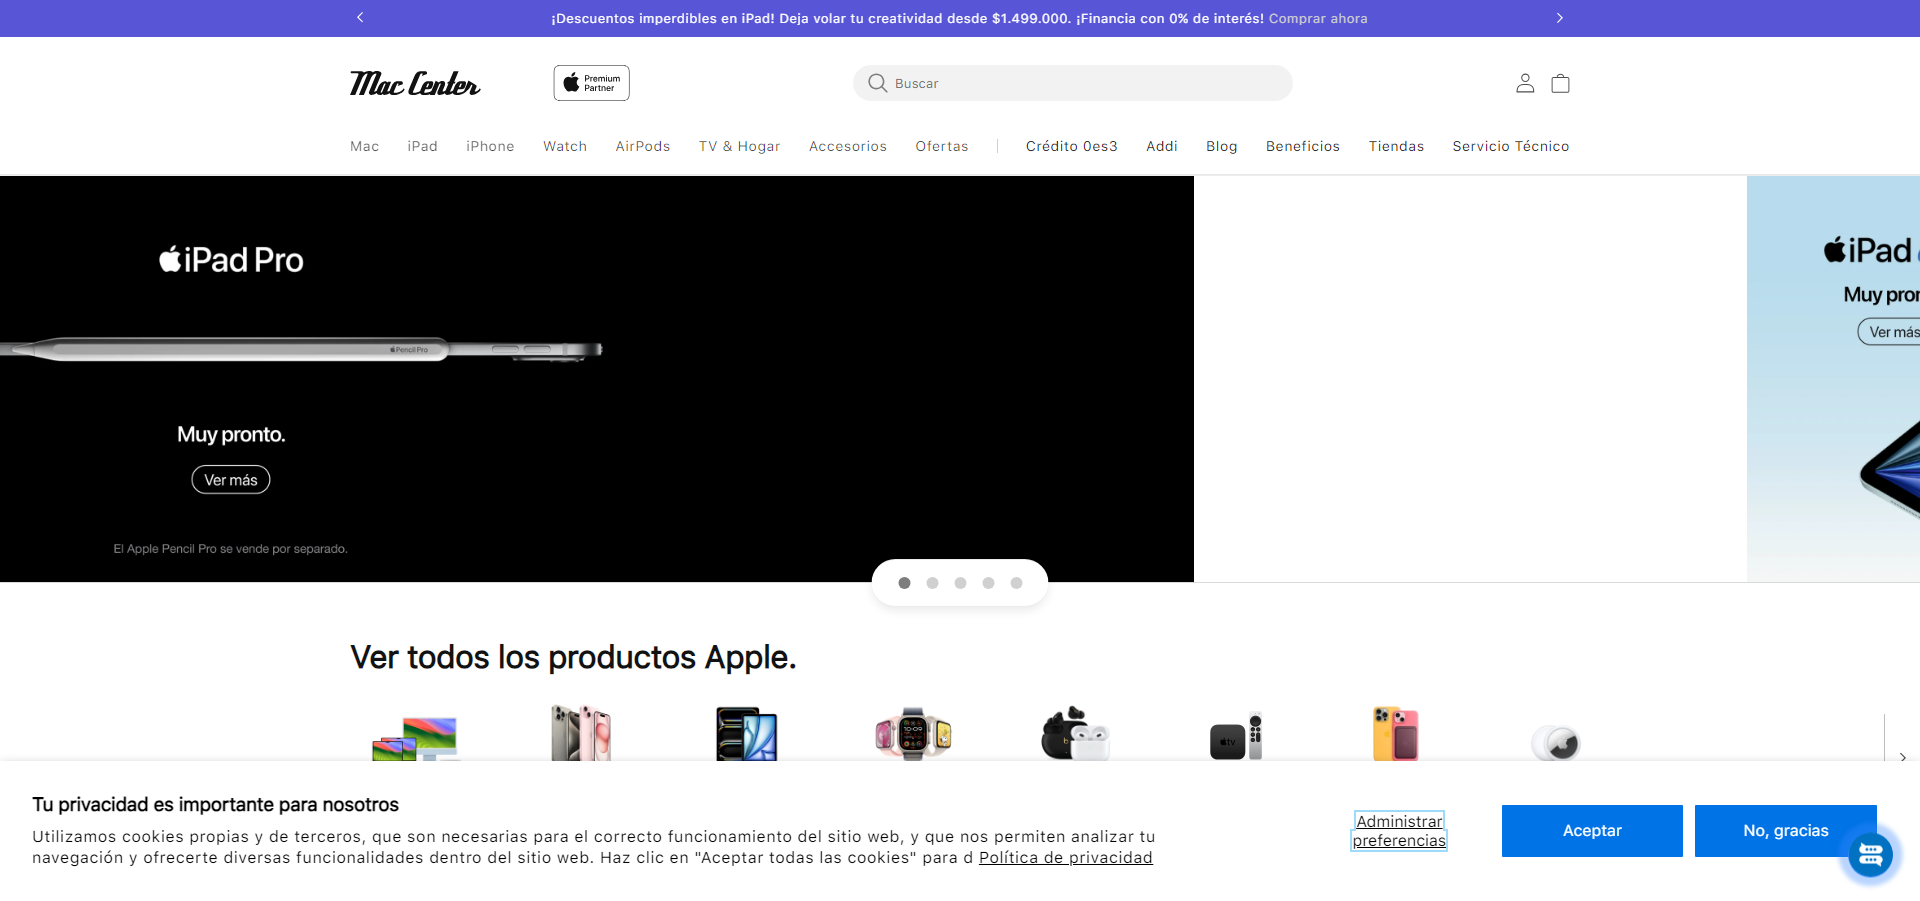 ¡Descuentos imperdibles en iPad! Deja volar tu creatividad desde $1.499.000. ¡Financia con 0% de interés! Comprar ahora
Mac Center
Premium
Partner
Buscar
Mac iPad iPhone Watch AirPods TV & Hogar Accesorios Ofertas Crédito 0es3 Addi Blog Beneficios Tiendas Servicio Técnico
iPad Pro
Pencil Pro
Muy pronto.
Ver más
El Apple Pencil Pro se vende por separado.
iPad
Muy pron
Ver más
Ver todos los productos Apple.
10:09
tv
Tu privacidad es importante para nosotros
Utilizamos cookies propias y de terceros, que son necesarias para el correcto funcionamiento del sitio web, y que nos permiten analizar tu
navegación y ofrecerte diversas funcionalidades dentro del sitio web. Haz clic en "Aceptar todas las cookies" para d Política de privacidad
Administrar
preferencias
Aceptar
No, gracias